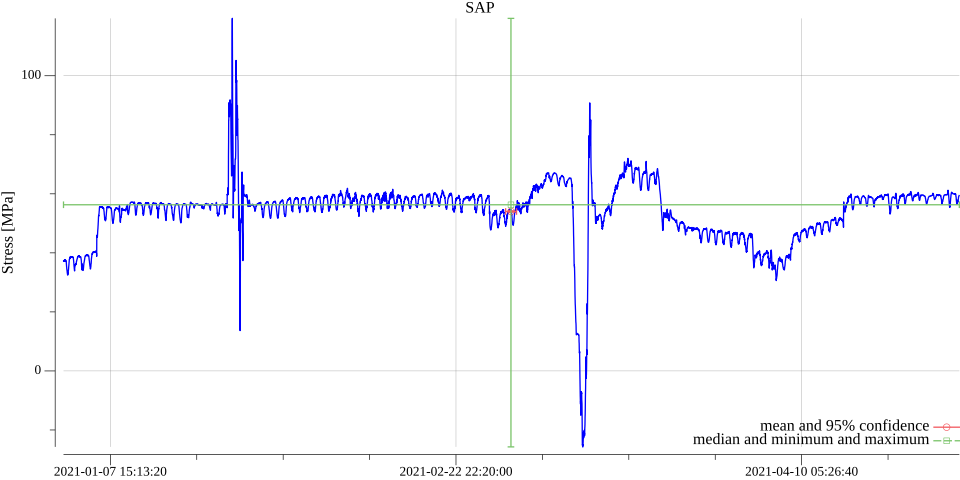 SAP
100
Stress [MPa]
0
mean and 95% confidence
median and minimum and maximum
2021-01-07 15:13:20
2021-02-22 22:20:00
2021-04-10 05:26:40